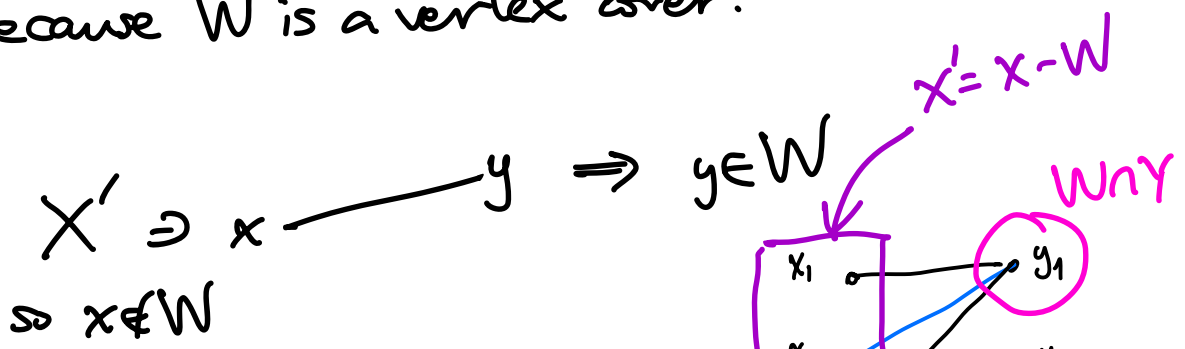 ecause W is a vertex cover.
X' = X - W
X' ∋ x — y ⇒ y ∈ W
W ∩ Y
so x ∉ W
x₁ y₁